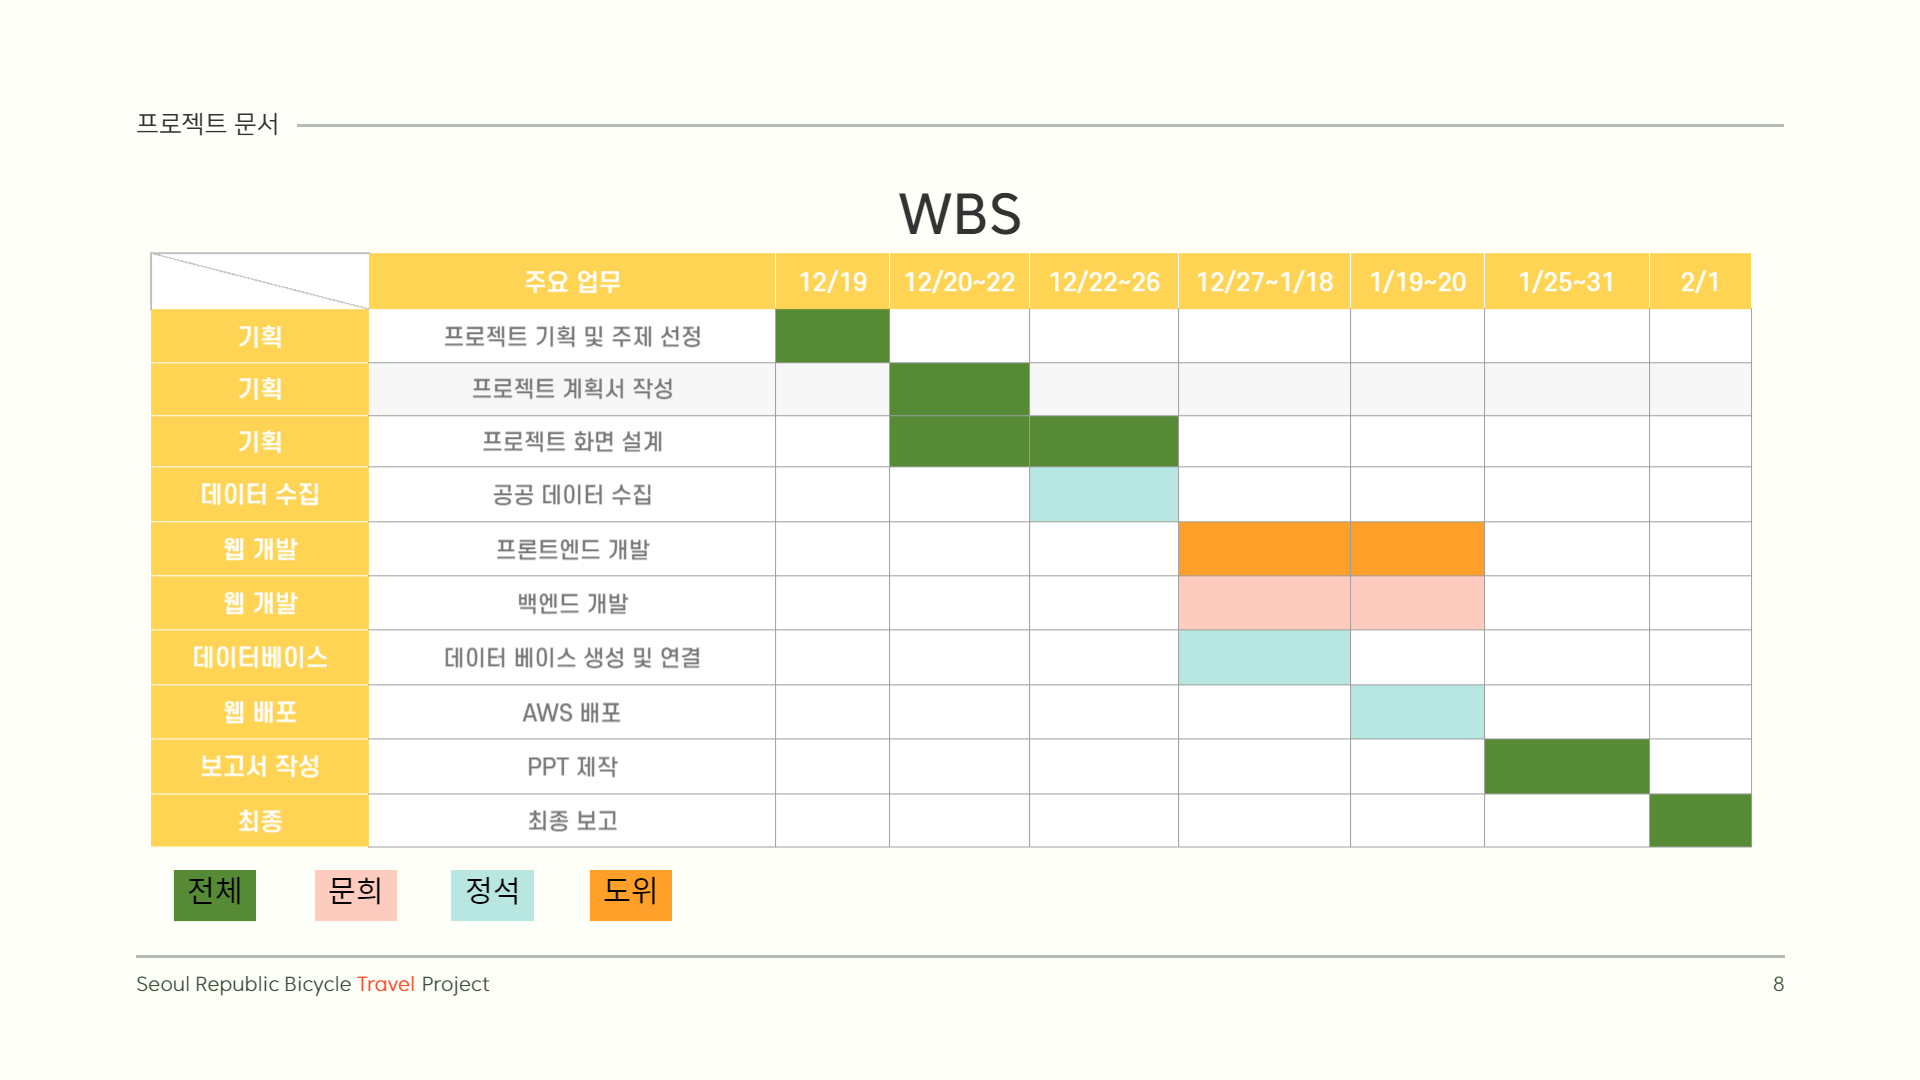 프로젝트 문서
WBS
주요 업무 12/19 12/20~22 12/22~26 12/27~1/18 1/19~20 1/25~31 2/1
기획 프로젝트 기획 및 주제 선정
기획 프로젝트 계획서 작성
기획 프로젝트 화면 설계
데이터 수집 공공 데이터 수집
웹 개발 프론트엔드 개발
웹 개발 백엔드 개발
데이터베이스 데이터 베이스 생성 및 연결
웹 배포 AWS 배포
보고서 작성 PPT 제작
최종 최종 보고
전체 문희 정석 도위
Seoul Republic Bicycle Travel Project 8